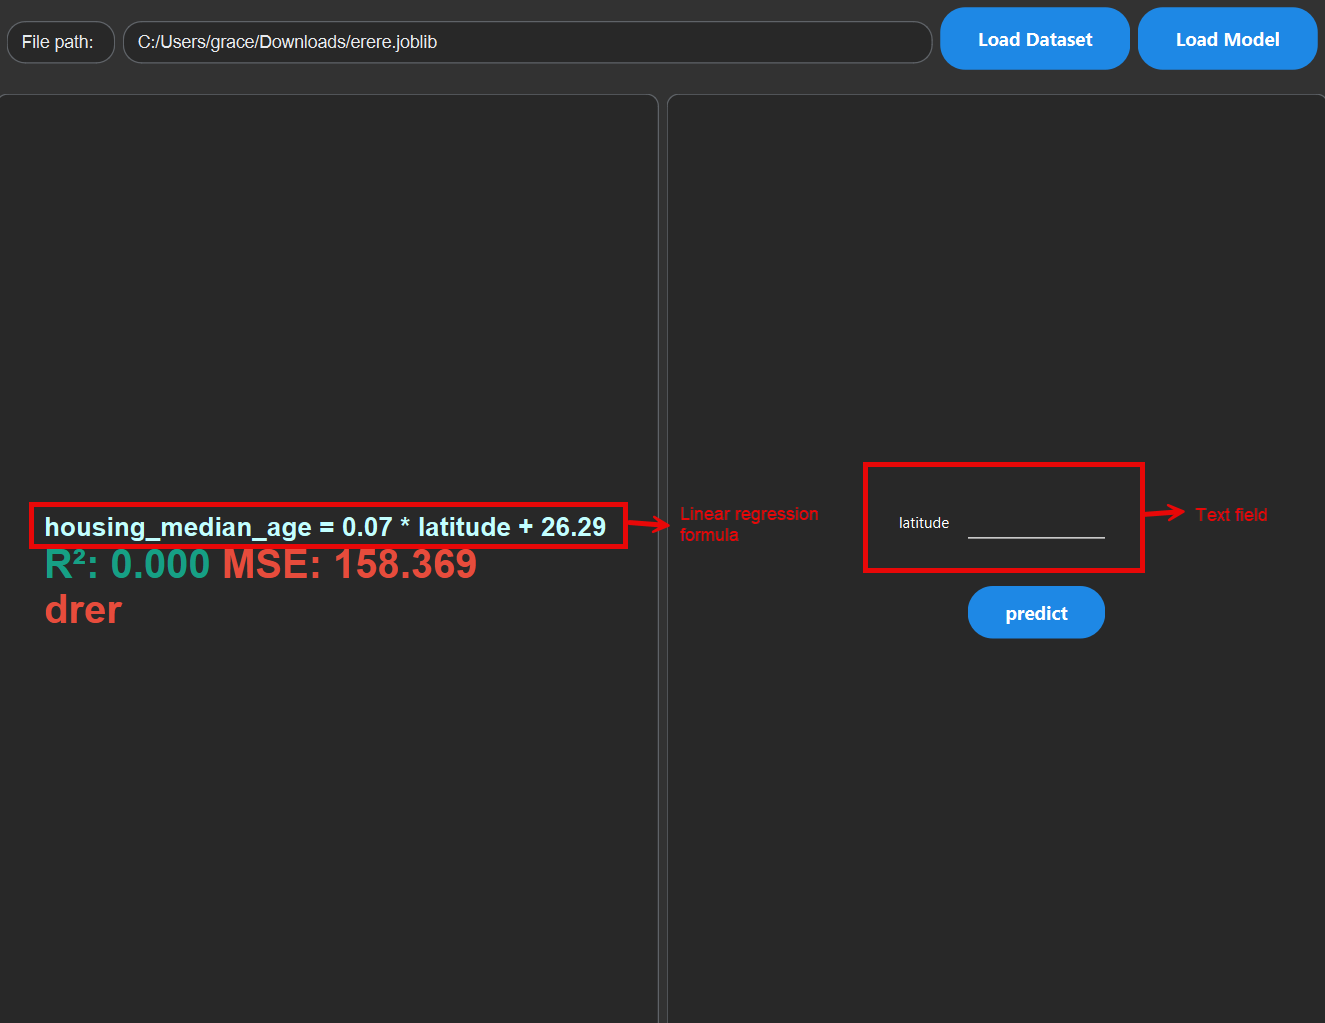 File path:
C:/Users/grace/Downloads/erere.joblib
Load Dataset
Load Model
housing_median_age = 0.07 * latitude + 26.29
R²: 0.000 MSE: 158.369
drer
Linear regression
formula
latitude
Text field
predict